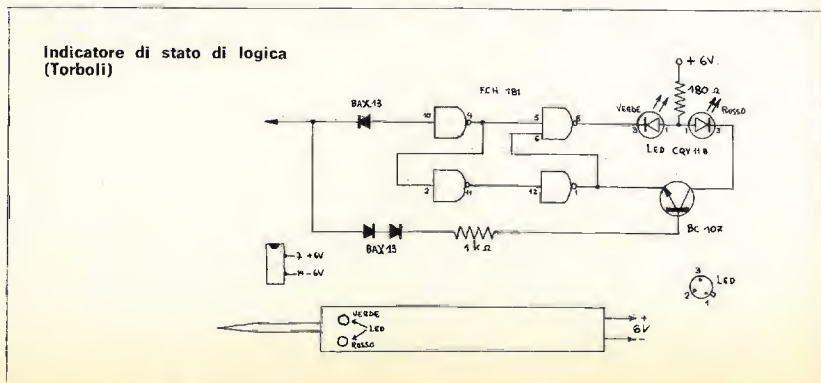 Indicatore di stato di logica
(Torboli)
+ 6V.
180 Ω
FCH 181
VERDE
ROSSO
BAX 13
10
9
5
6
8
3
1
1
3
LED CQY 11 B
2
11
12
1
BC 107
BAX 13
1 k Ω
7 +6V
14 -6V
3
LED
2
1
VERDE
LED
ROSSO
+
6V
-